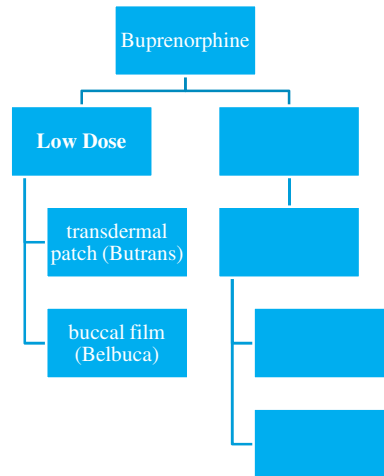 Buprenorphine
Low Dose
transdermal
patch (Butrans)
buccal film
(Belbuca)